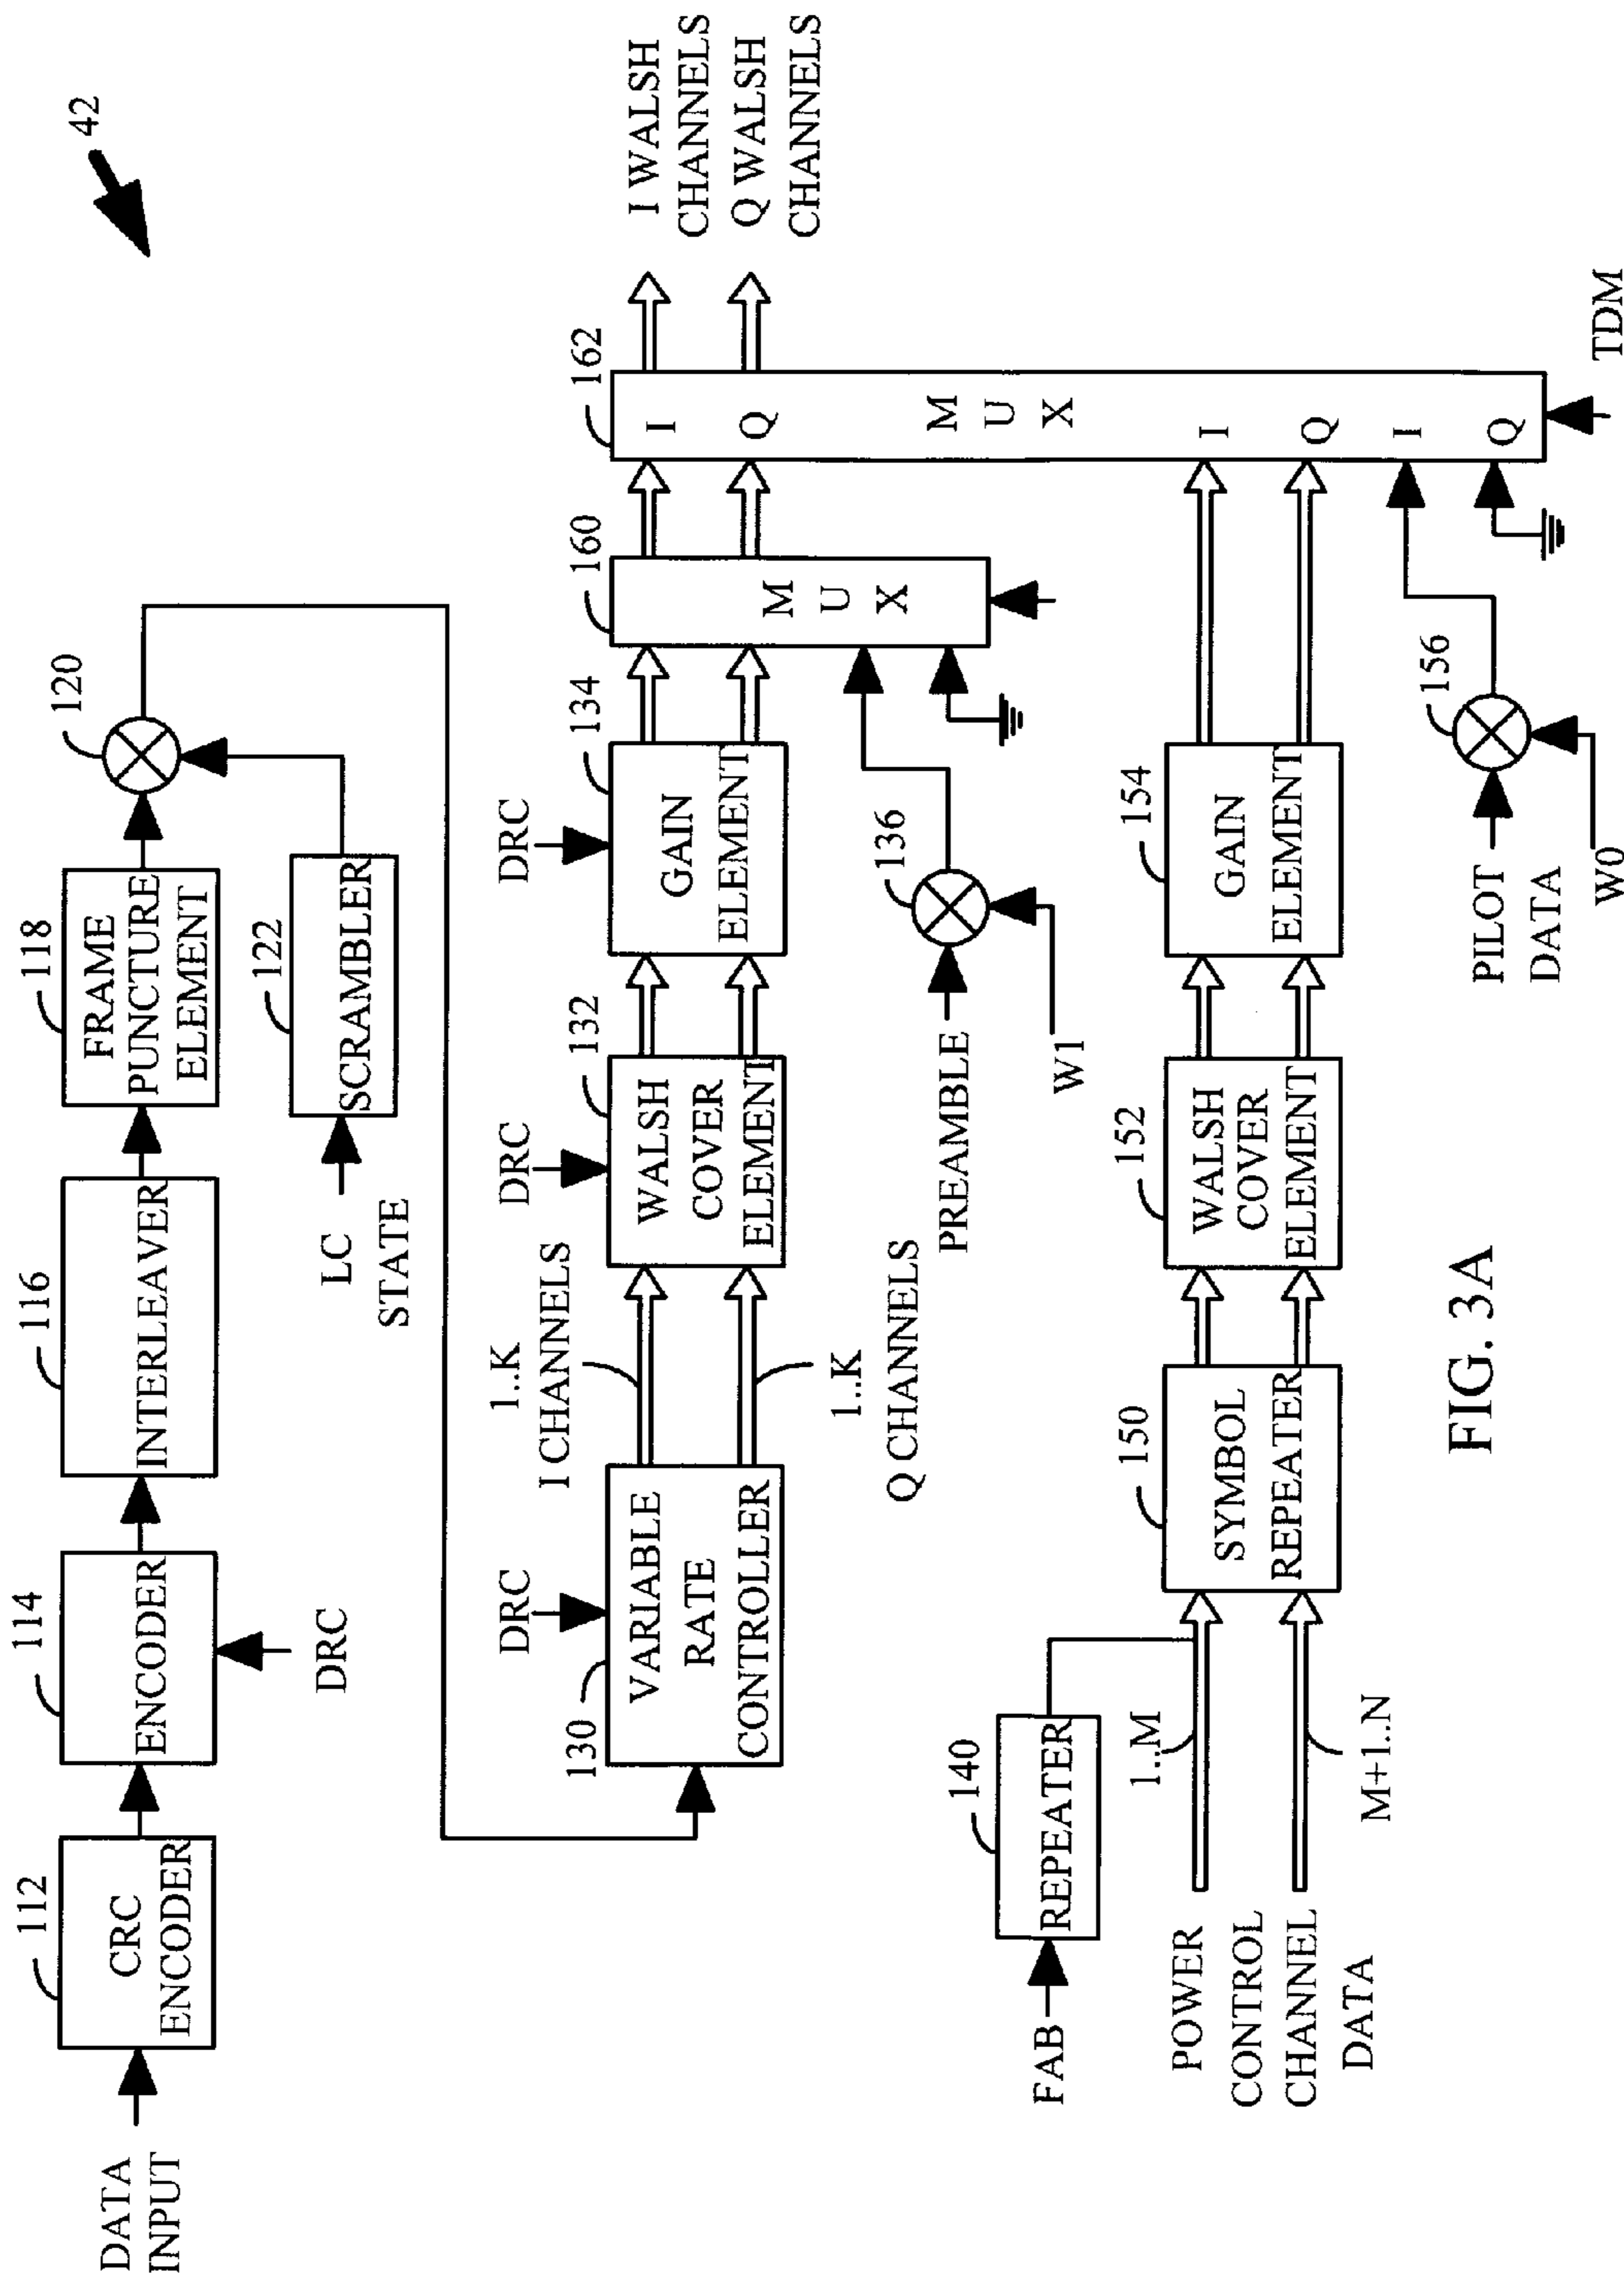 42
DATA
INPUT
112
CRC
ENCODER
114
ENCODER
DRC
116
INTERLEAVER
118
FRAME
PUNCTURE
ELEMENT
120
122
SCRAMBLER
LC
STATE
130
DRC
VARIABLE
RATE
CONTROLLER
1..K
I CHANNELS
1..K
Q CHANNELS
DRC
132
WALSH
COVER
ELEMENT
DRC
134
GAIN
ELEMENT
PREAMBLE
136
W1
160
M
U
X
162
I
Q
M
U
X
I
Q
I
Q
TDM
I WALSH
CHANNELS
Q WALSH
CHANNELS
FAB
140
REPEATER
POWER
CONTROL
CHANNEL
DATA
1..M
M+1..N
150
SYMBOL
REPEATER
152
WALSH
COVER
ELEMENT
154
GAIN
ELEMENT
PILOT
DATA
156
W0
FIG. 3A